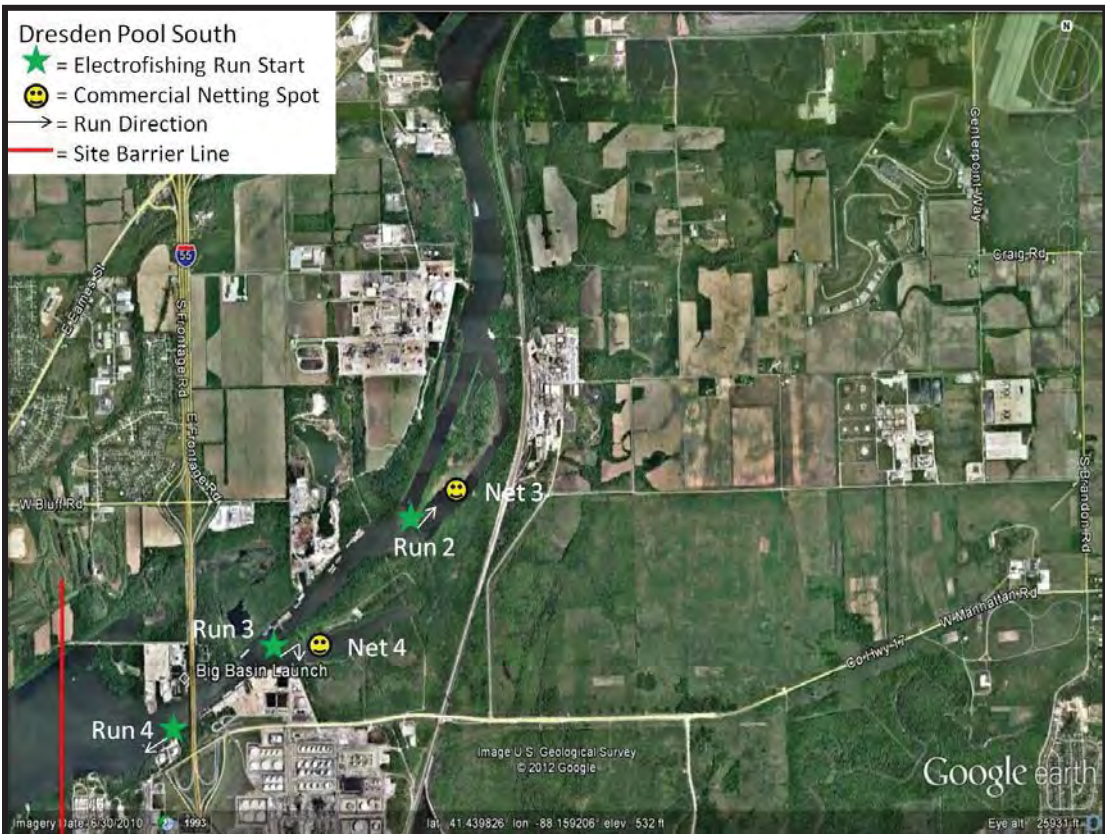 Dresden Pool South
= Electrofishing Run Start
= Commercial Netting Spot
= Run Direction
= Site Barrier Line
N
Centerpoint Way
Craig Rd
55
E Eames St
S Frontage Rd
E Frontage Rd
W Bluff Rd
S Brandon Rd
Net 3
Run 2
W Manhattan Rd
Co Hwy-17
Run 3
Net 4
Big Basin Launch
Run 4
Image U.S. Geological Survey
© 2012 Google
Google earth
Imagery Date: 6/30/2010
1993
lat 41.439826° lon -88.159206° elev 532 ft
Eye alt 25931 ft